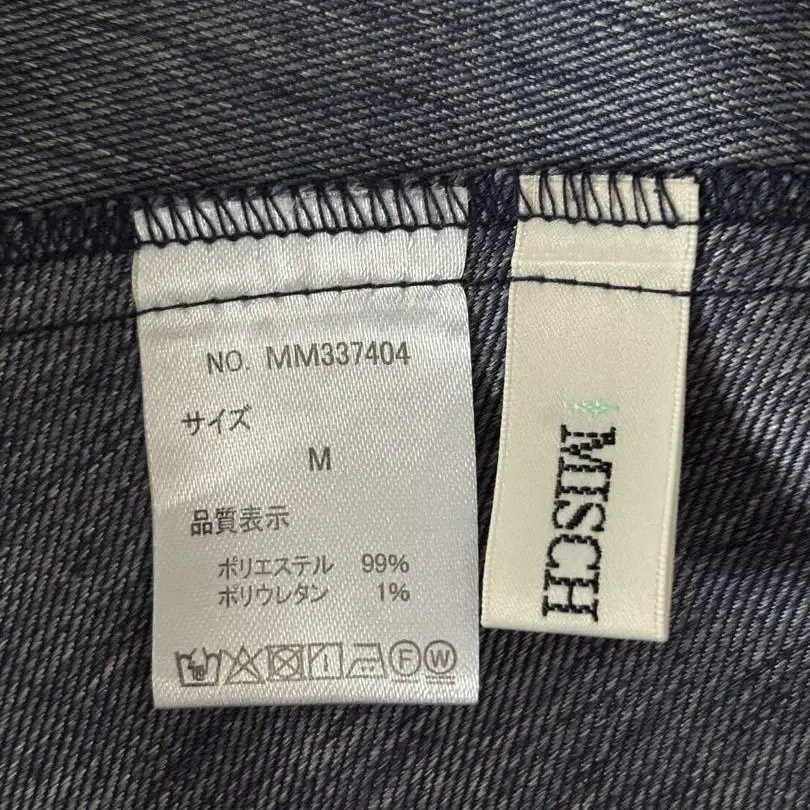 NO. MM337404
サイズ
M
品質表示
ポリエステル 99%
ポリウレタン 1%
F W
MISCH